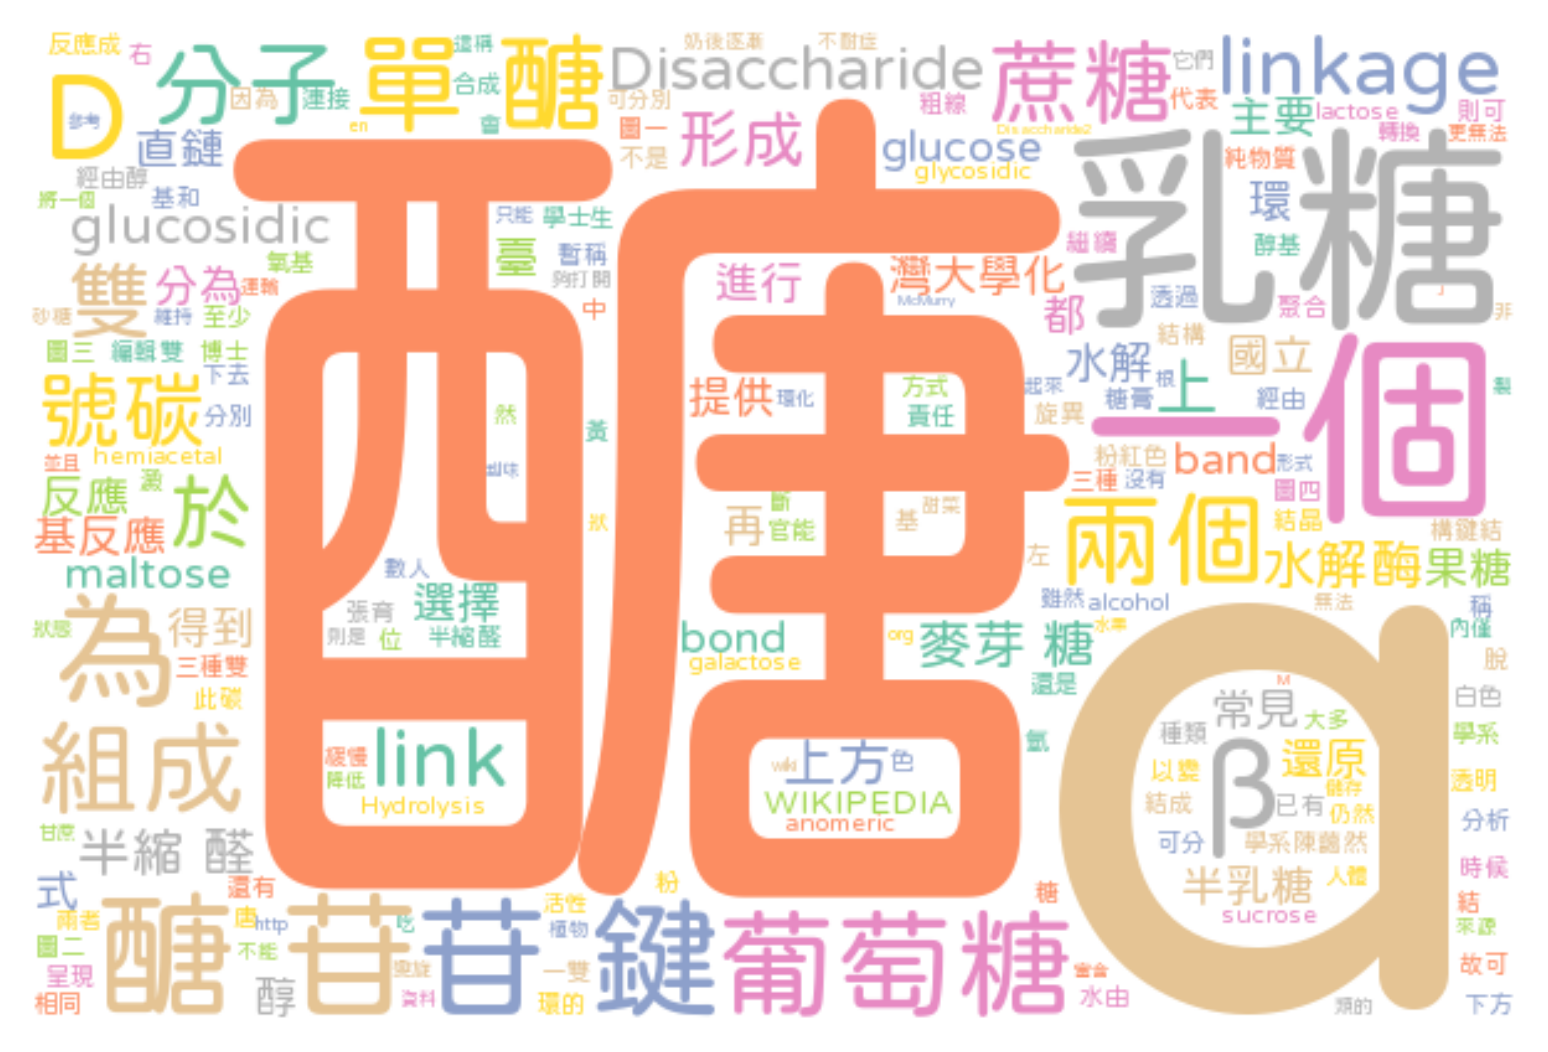 反應成
右
分子
單
這稱
醣
Disaccharide
奶後逐漸
不耐症
蔗糖
它們
linkage
D
參考
因為
連接
合成
會
en
可分別
圖一
不是
形成
粗線
代表
主要
lactose
則可
轉換
更無法
Disaccharide2
直鏈
經由醇
將一個
基和
glucose
glycosidic
純物質
環
醇基
乳糖
glucosidic
氧基
只能
學士生
臺
暫稱
夠打開
繼續
雙
分為
運輸
砂糖
維持
至少
中
進行
灣大學化
McMurry
都
透過
聚合
非
圖三
編輯雙
博士
下去
結構
水解
國立
號碳
分別
醣
提供
環化
方式
責任
起來
旋異
糖膏
根
上
經由
製
一個
然
黃
hemiacetal
並且
粉紅色
band
形式
三種
沒有
圖四
反應
於
基反應
狀
斷
再
官能
基
甜菜
左
兩個
結晶
構鍵結
水解酶
果糖
maltose
數人
選擇
張育
則是
位
半縮醛
雖然
alcohol
無法
稱
內僅
狀態
為
得到
三種雙
此碳
bond
galactose
org
麥芽
糖
水果
還是
脫
白色
a
M
常見
大多
種類
β
還原
以變
儲存
結成
已有
仍然
可分
學系陳藹然
半乳糖
人體
sucrose
學系
透明
分析
時候
組成
緩慢
降低
link
Hydrolysis
wiki
上方
色
WIKIPEDIA
anomeric
氫
甘蔗
半縮
醛
式
還有
兩者
唐
http
圖二
不能
呈現
相同
醣
苷
吃
醇
資料
苷
鍵
活性
植物
一雙
環的
粉
葡萄糖
糖
水由
結
來源
故可
類的
下方